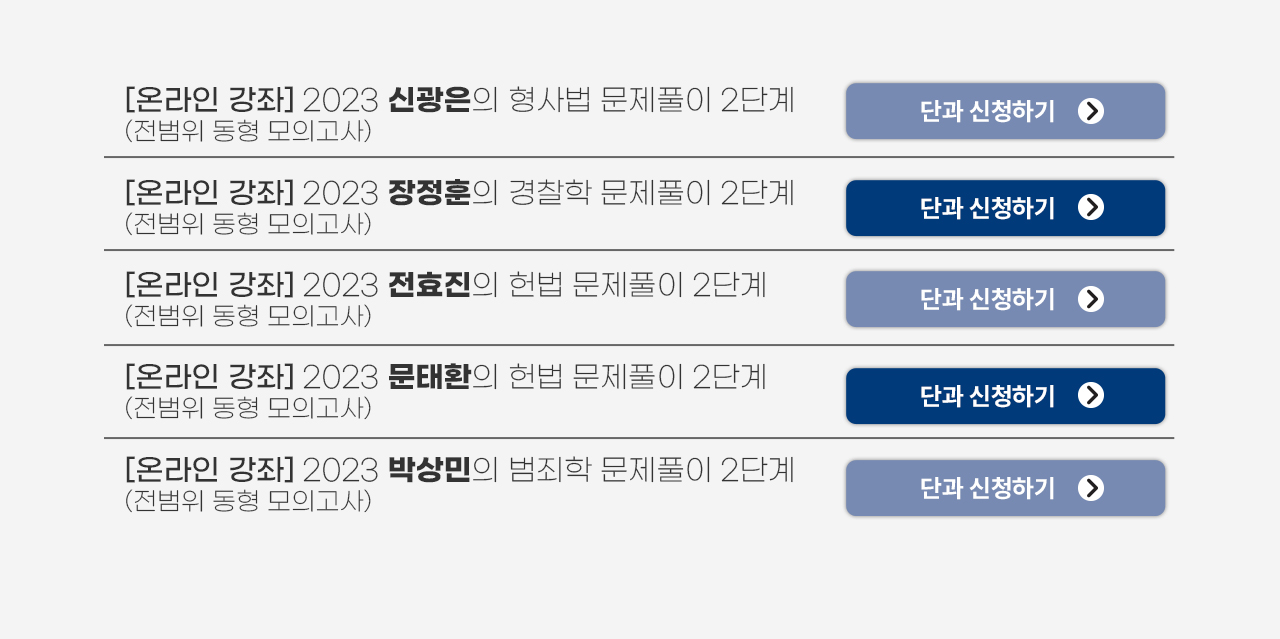 [온라인 강좌] 2023 신광은의 형사법 문제풀이 2단계
(전범위 동형 모의고사)
단과 신청하기
[온라인 강좌] 2023 장정훈의 경찰학 문제풀이 2단계
(전범위 동형 모의고사)
단과 신청하기
[온라인 강좌] 2023 전효진의 헌법 문제풀이 2단계
(전범위 동형 모의고사)
단과 신청하기
[온라인 강좌] 2023 문태환의 헌법 문제풀이 2단계
(전범위 동형 모의고사)
단과 신청하기
[온라인 강좌] 2023 박상민의 범죄학 문제풀이 2단계
(전범위 동형 모의고사)
단과 신청하기